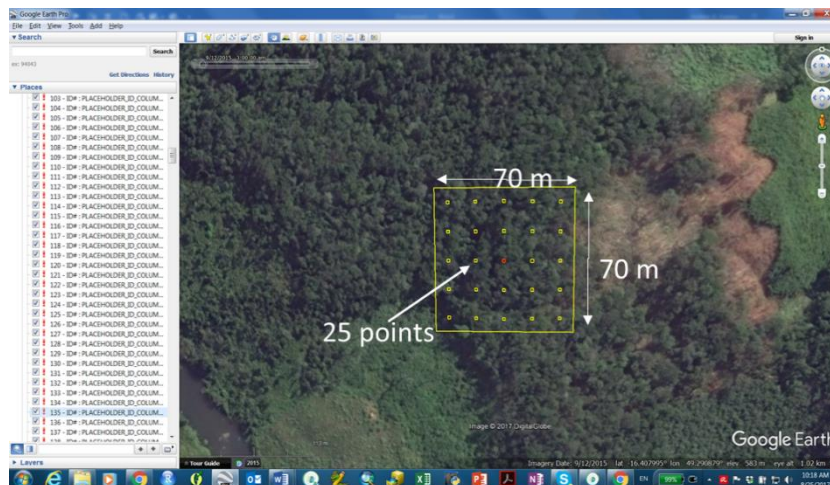 Google Earth Pro
File Edit View Tools Add Help
Search
Search
ex: 94043
Get Directions History
Places
103 - ID# : PLACEHOLDER_ID_COLUM...
104 - ID# : PLACEHOLDER_ID_COLUM...
105 - ID# : PLACEHOLDER_ID_COLUM...
106 - ID# : PLACEHOLDER_ID_COLUM...
107 - ID# : PLACEHOLDER_ID_COLUM...
108 - ID# : PLACEHOLDER_ID_COLUM...
109 - ID# : PLACEHOLDER_ID_COLUM...
110 - ID# : PLACEHOLDER_ID_COLUM...
111 - ID# : PLACEHOLDER_ID_COLUM...
112 - ID# : PLACEHOLDER_ID_COLUM...
113 - ID# : PLACEHOLDER_ID_COLUM...
114 - ID# : PLACEHOLDER_ID_COLUM...
115 - ID# : PLACEHOLDER_ID_COLUM...
116 - ID# : PLACEHOLDER_ID_COLUM...
117 - ID# : PLACEHOLDER_ID_COLUM...
118 - ID# : PLACEHOLDER_ID_COLUM...
119 - ID# : PLACEHOLDER_ID_COLUM...
120 - ID# : PLACEHOLDER_ID_COLUM...
121 - ID# : PLACEHOLDER_ID_COLUM...
122 - ID# : PLACEHOLDER_ID_COLUM...
123 - ID# : PLACEHOLDER_ID_COLUM...
124 - ID# : PLACEHOLDER_ID_COLUM...
125 - ID# : PLACEHOLDER_ID_COLUM...
126 - ID# : PLACEHOLDER_ID_COLUM...
127 - ID# : PLACEHOLDER_ID_COLUM...
128 - ID# : PLACEHOLDER_ID_COLUM...
129 - ID# : PLACEHOLDER_ID_COLUM...
130 - ID# : PLACEHOLDER_ID_COLUM...
131 - ID# : PLACEHOLDER_ID_COLUM...
132 - ID# : PLACEHOLDER_ID_COLUM...
133 - ID# : PLACEHOLDER_ID_COLUM...
134 - ID# : PLACEHOLDER_ID_COLUM...
135 - ID# : PLACEHOLDER_ID_COLUM...
136 - ID# : PLACEHOLDER_ID_COLUM...
137 - ID# : PLACEHOLDER_ID_COLUM...
Layers
Sign in
9/12/2015
70 m
70 m
25 points
Image © 2017 DigitalGlobe
Google Earth
Tour Guide 2015
Imagery Date: 9/12/2015 lat -16.407995° lon 49.290879° elev 583 m eye alt 1.02 km
EN 99% 10:18 AM